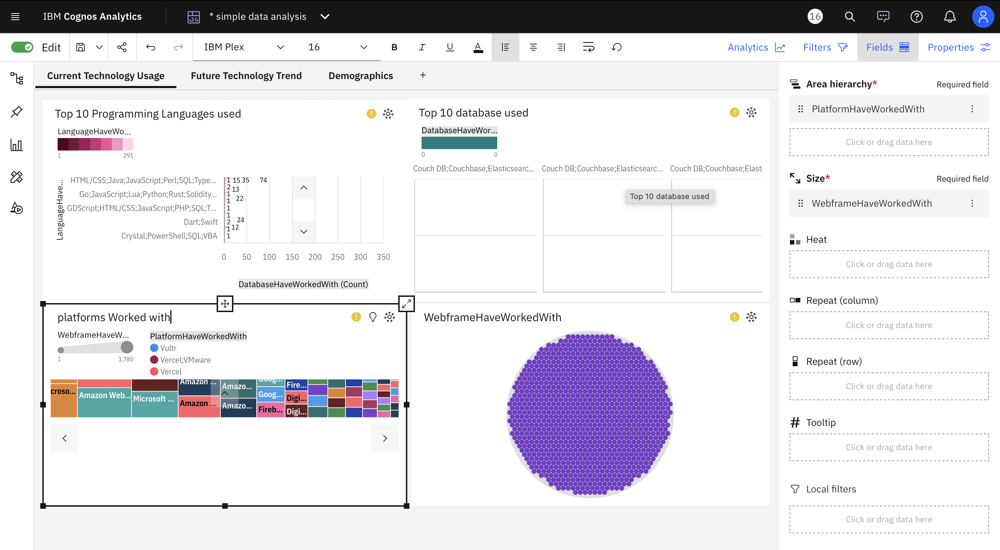 IBM Cognos Analytics
* simple data analysis
16
Edit
IBM Plex
16
B
I
U
A
Analytics
Filters
Fields
Properties
Current Technology Usage
Future Technology Trend
Demographics
+
Top 10 Programming Languages used
LanguageHaveWo...
1 291
LanguageHave...
HTML/CSS;Java;JavaScript;Perl;SQL;Type...
Go;JavaScript;Lua;Python;Rust;Solidity...
GDScript;HTML/CSS;JavaScript;PHP;SQL;T...
Dart;Swift
Crystal;PowerShell;SQL;VBA
1 15 35 74
2 13
1
1 22
1
1
2 24
1 12
1
0 50 100 150 200 250 300 350
DatabaseHaveWorkedWith (Count)
Top 10 database used
DatabaseHaveWor...
0 0
Couch DB;Couchbase;Elasticsearc...
Couch DB;Couchbase;Elasticsearc...
Couch DB;Couchbase;Elasti
Top 10 database used
platforms Worked with
WebframeHaveW...
1 1,780
PlatformHaveWorkedWith
Vultr
Vercel;VMware
Vercel
croso...
Amazon Web...
Microsoft ...
Amazon ...
Amazon ...
Amazo...
Amazo...
Goog...
Goog...
Fireb...
Fire...
Digi...
Digi...
WebframeHaveWorkedWith
Area hierarchy*
Required field
PlatformHaveWorkedWith
Click or drag data here
Size*
Required field
WebframeHaveWorkedWith
Heat
Click or drag data here
Repeat (column)
Click or drag data here
Repeat (row)
Click or drag data here
# Tooltip
Click or drag data here
Local filters
Click or drag data here